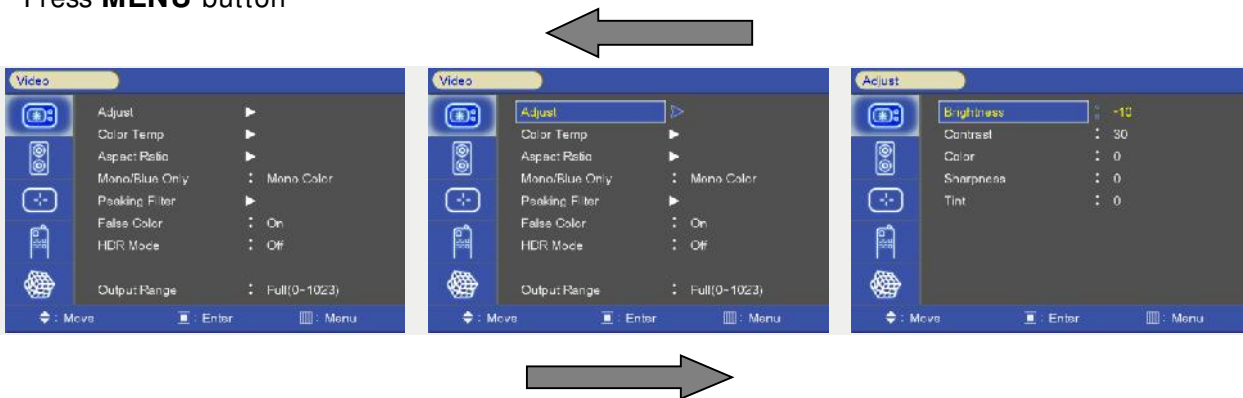 Press MENU button
Video
Adjust
Color Temp
Aspect Ratio
Mono/Blue Only : Mono Color
Peaking Filter
False Color : On
HDR Mode : Off
Output Range : Full(0~1023)
: Move : Enter : Menu
Video
Adjust
Color Temp
Aspect Ratio
Mono/Blue Only : Mono Color
Peaking Filter
False Color : On
HDR Mode : Off
Output Range : Full(0~1023)
: Move : Enter : Menu
Adjust
Brightness : -10
Contrast : 30
Color : 0
Sharpness : 0
Tint : 0
: Move : Enter : Menu